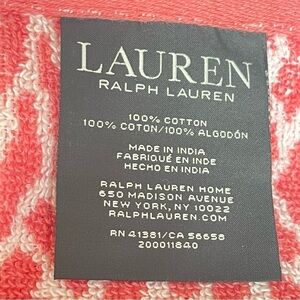 LAUREN
RALPH LAUREN
100% COTTON
100% COTON/100% ALGODÓN
MADE IN INDIA
FABRIQUÉ EN INDE
HECHO EN INDIA
RALPH LAUREN HOME
650 MADISON AVENUE
NEW YORK, NY 10022
RALPHLAUREN.COM
RN 41381/CA 56658
200011840